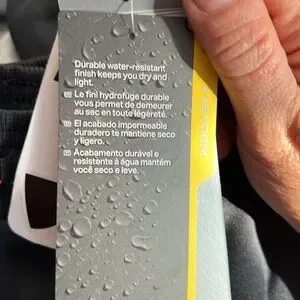 Durable water-resistant
finish keeps you dry and
light.
Le fini hydrofuge durable
vous permet de demeurer
au sec en toute légèreté.
El acabado impermeable
duradero te mantiene seco
y ligero.
Acabamento durável e
resistente à água mantém
você seco e leve.